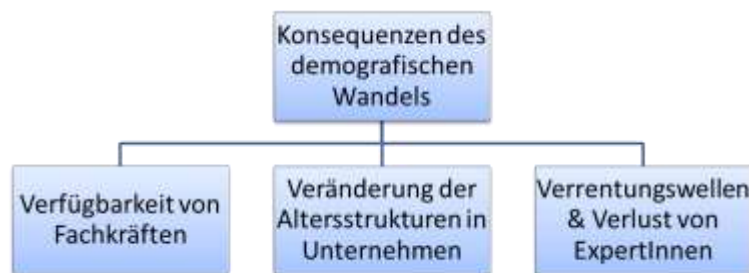 Konsequenzen des
demografischen
Wandels
Verfügbarkeit von
Fachkräften
Veränderung der
Altersstrukturen in
Unternehmen
Verrentungswellen
& Verlust von
ExpertInnen